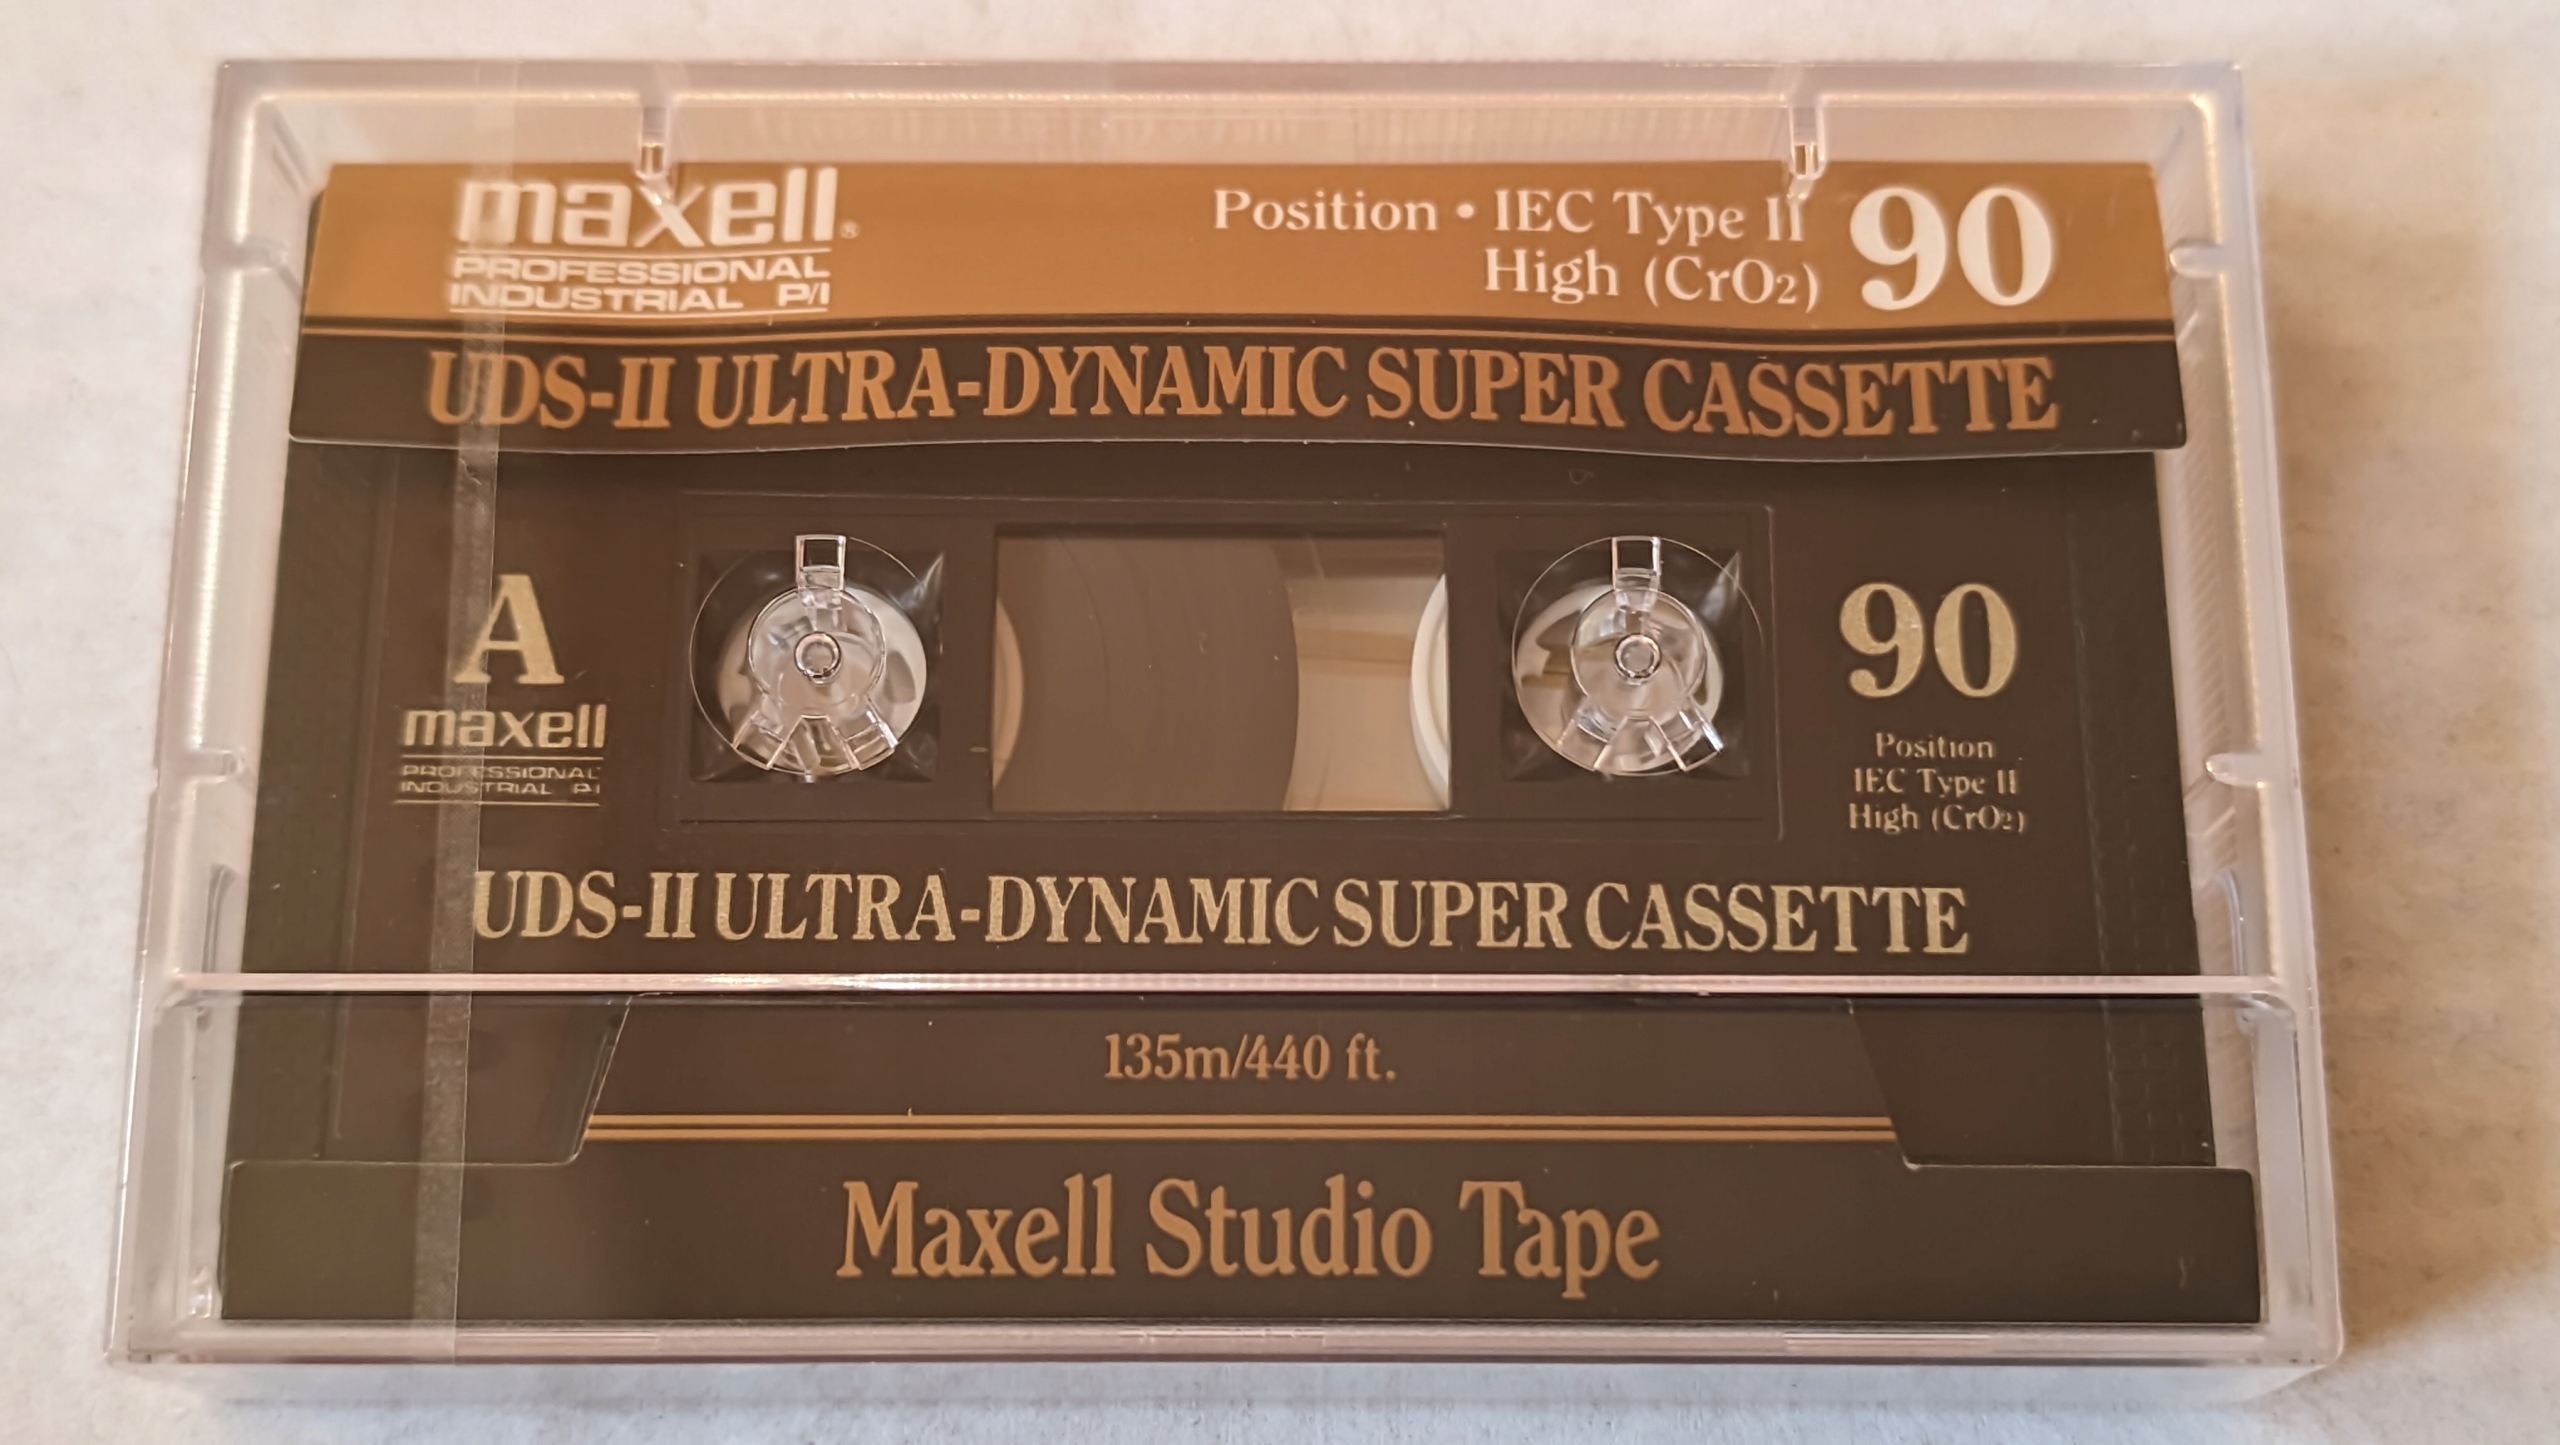 maxell®
PROFESSIONAL
INDUSTRIAL P/I
Position • IEC Type II
High (CrO2)
90
UDS-II ULTRA-DYNAMIC SUPER CASSETTE
A
maxell
PROFESSIONAL
INDUSTRIAL P/I
90
Position
IEC Type II
High (CrO2)
UDS-II ULTRA-DYNAMIC SUPER CASSETTE
135m/440 ft.
Maxell Studio Tape